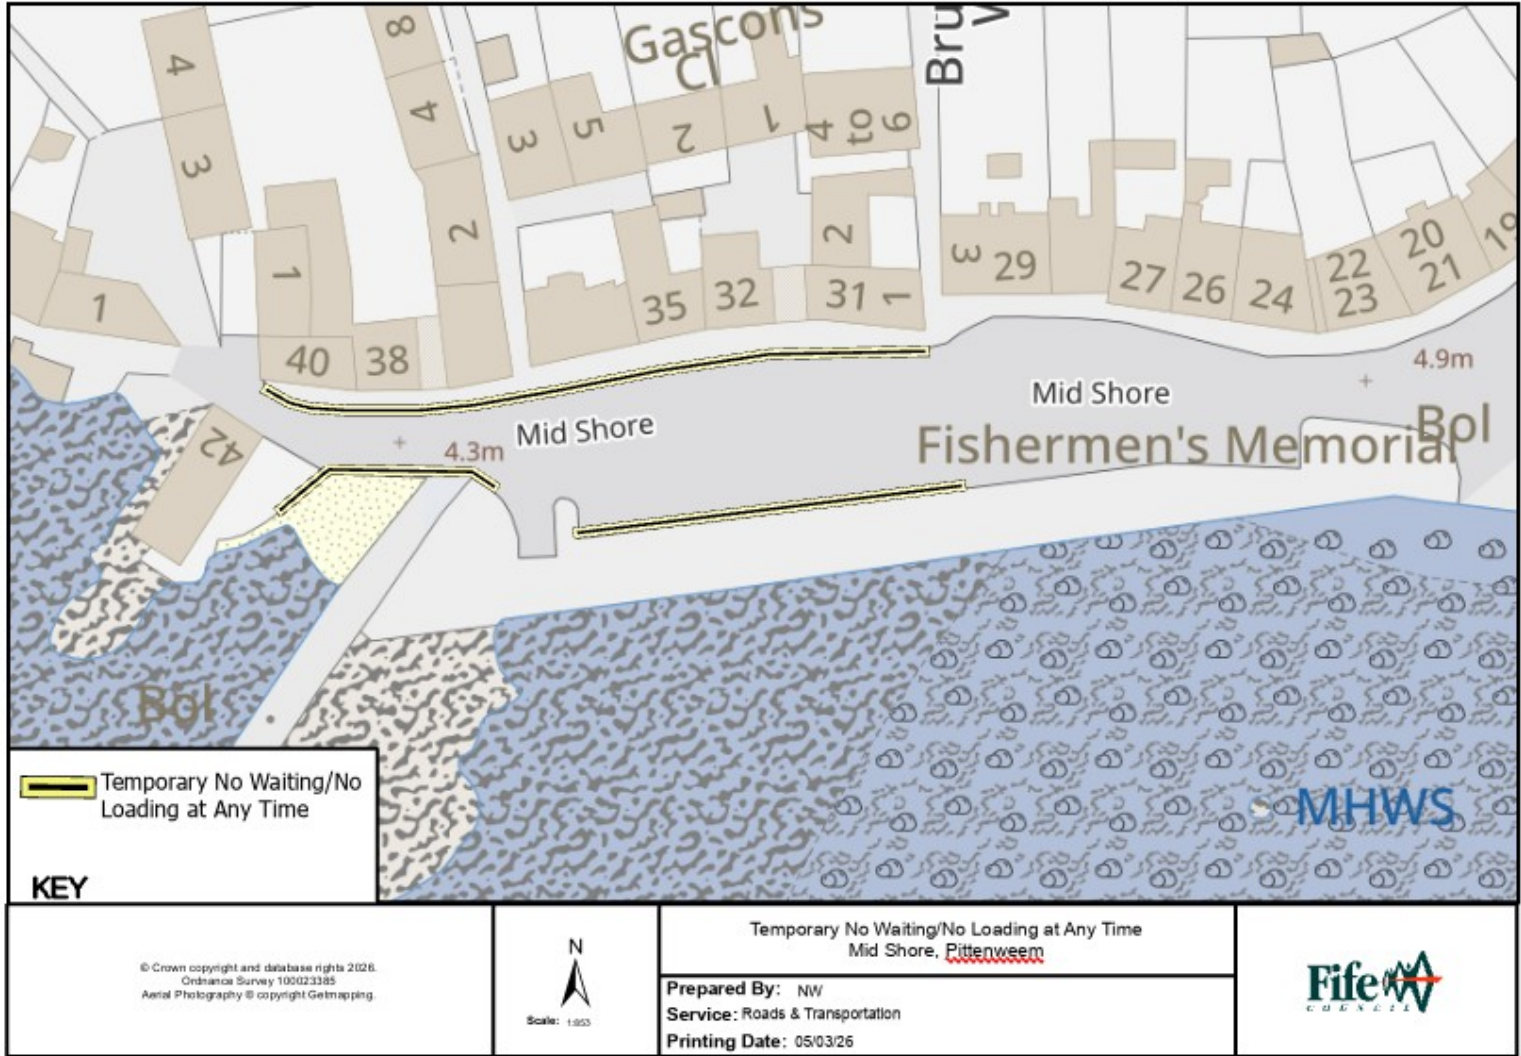 4
8
Gascons
Cl
Bru
W
3
4
3
5
2
1
4
to
6
2
2
1
1
3
29
27
26
24
22
23
20
21
19
35
32
31
1
40
38
42
4.9m
Mid Shore
Mid Shore
4.3m
Fishermen's Memorial
Bol
Bol
MHWS
Temporary No Waiting/No
Loading at Any Time
KEY
© Crown copyright and database rights 2026.
Ordnance Survey 100023385
Aerial Photography © copyright Getmapping.
N
Scale: 1:853
Temporary No Waiting/No Loading at Any Time
Mid Shore, Pittenweem
Prepared By: NW
Service: Roads & Transportation
Printing Date: 05/03/26
Fife
COUNCIL